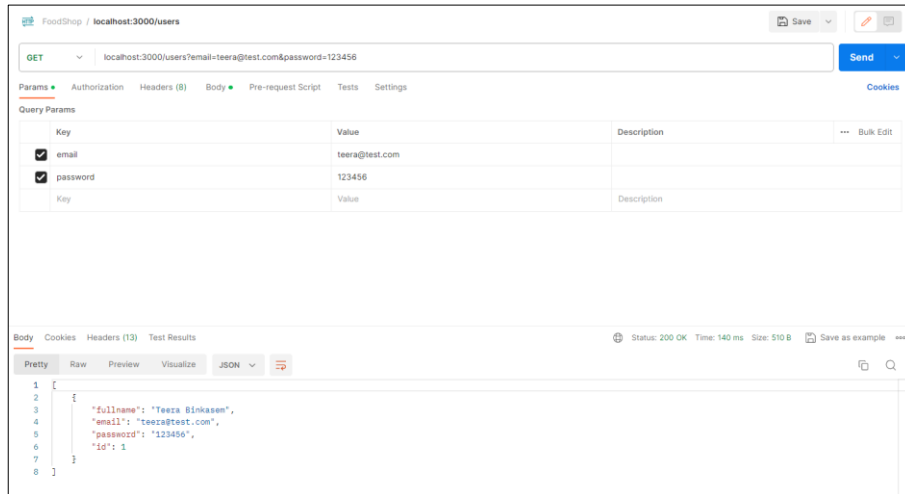 FoodShop / localhost:3000/users Save
GET localhost:3000/users?email=teera@test.com&password=123456 Send
Params Authorization Headers (8) Body Pre-request Script Tests Settings Cookies
Query Params
Key Value Description Bulk Edit
email teera@test.com
password 123456
Key Value Description
Body Cookies Headers (13) Test Results Status: 200 OK Time: 140 ms Size: 510 B Save as example
Pretty Raw Preview Visualize JSON
1 [
2 {
3 "fullname": "Teera Binkasem",
4 "email": "teera@test.com",
5 "password": "123456",
6 "id": 1
7 }
8 ]